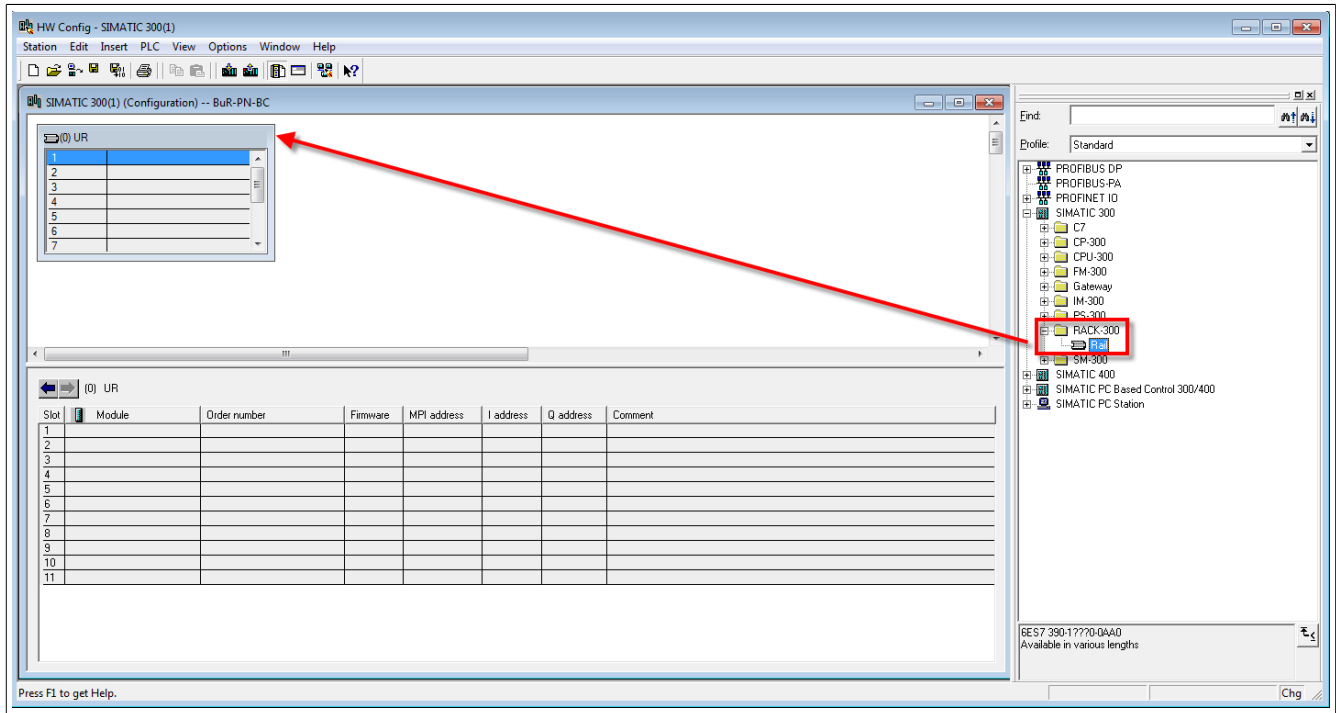 HW Config - SIMATIC 300(1)
Station Edit Insert PLC View Options Window Help
SIMATIC 300(1) (Configuration) -- BuR-PN-BC
(0) UR
1
2
3
4
5
6
7
(0) UR
Slot Module Order number Firmware MPI address I address Q address Comment
1
2
3
4
5
6
7
8
9
10
11
Find:
Profile: Standard
PROFIBUS DP
PROFIBUS-PA
PROFINET IO
SIMATIC 300
C7
CP-300
CPU-300
FM-300
Gateway
IM-300
PS-300
RACK-300
Rail
SM-300
SIMATIC 400
SIMATIC PC Based Control 300/400
SIMATIC PC Station
6ES7 390-1???0-0AA0
Available in various lengths
Press F1 to get Help.
Chg